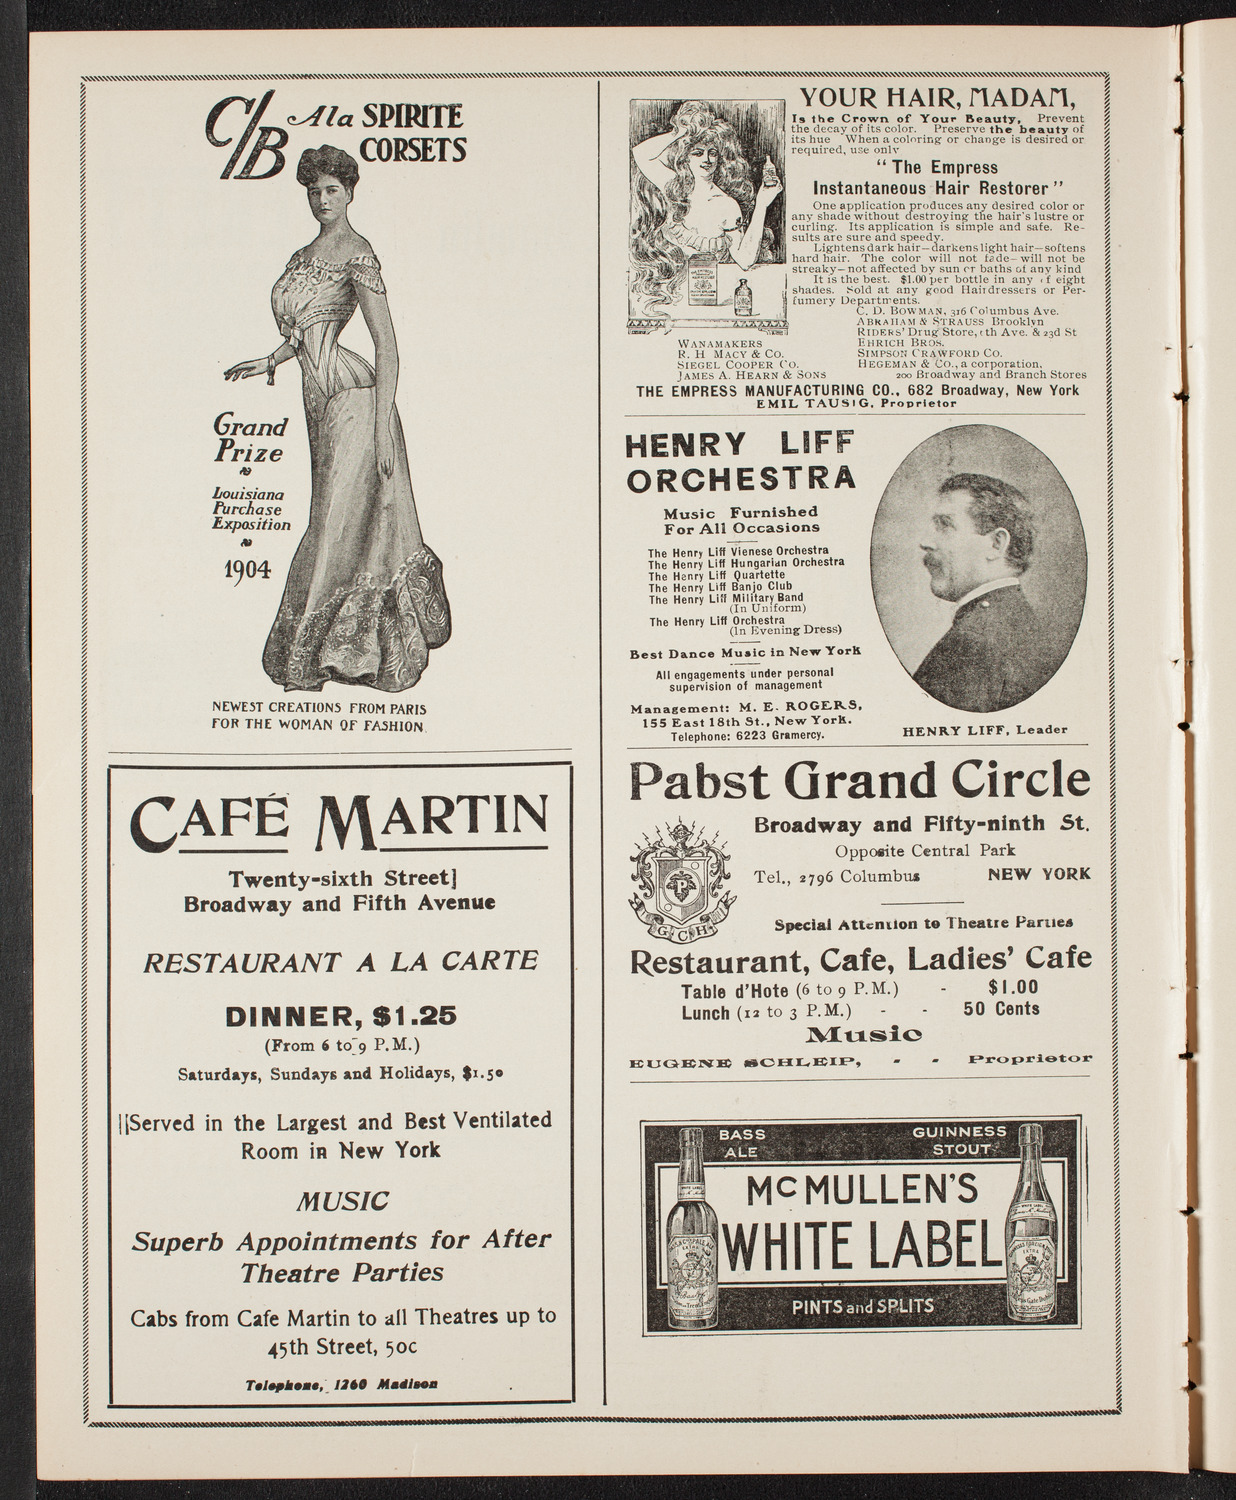 C/B A la SPIRITE
CORSETS
Grand
Prize
Louisiana
Purchase
Exposition
1904
NEWEST CREATIONS FROM PARIS
FOR THE WOMAN OF FASHION.
CAFÉ MARTIN
Twenty-sixth Street]
Broadway and Fifth Avenue
RESTAURANT A LA CARTE
DINNER, $1.25
(From 6 to 9 P.M.)
Saturdays, Sundays and Holidays, $1.50
Served in the Largest and Best Ventilated
Room in New York
MUSIC
Superb Appointments for After
Theatre Parties
Cabs from Cafe Martin to all Theatres up to
45th Street, 50c
Telephone, 1260 Madison
YOUR HAIR, MADAM,
Is the Crown of Your Beauty, Prevent
the decay of its color. Preserve the beauty of
its hue When a coloring or change is desired or
required, use only
"The Empress
Instantaneous Hair Restorer"
One application produces any desired color or
any shade without destroying the hair's lustre or
curling. Its application is simple and safe. Re-
sults are sure and speedy.
Lightens dark hair—darkens light hair—softens
hard hair. The color will not fade—will not be
streaky—not affected by sun or baths of any kind
It is the best. $1.00 per bottle in any of eight
shades. Sold at any good Hairdressers or Per-
fumery Departments.
C. D. BOWMAN, 316 Columbus Ave.
ABRAHAM & STRAUSS Brooklyn
RIDERS' Drug Store, 6th Ave. & 23d St
WANAMAKERS EHRICH BROS.
R. H MACY & CO. SIMPSON CRAWFORD CO.
SIEGEL COOPER CO. HEGEMAN & CO., a corporation,
JAMES A. HEARN & SONS 200 Broadway and Branch Stores
THE EMPRESS MANUFACTURING CO., 682 Broadway, New York
EMIL TAUSIG, Proprietor
HENRY LIFF
ORCHESTRA
Music Furnished
For All Occasions
The Henry Liff Vienese Orchestra
The Henry Liff Hungarian Orchestra
The Henry Liff Quartette
The Henry Liff Banjo Club
The Henry Liff Military Band
(In Uniform)
The Henry Liff Orchestra
(In Evening Dress)
Best Dance Music in New York
All engagements under personal
supervision of management
Management: M. E. ROGERS,
155 East 18th St., New York.
Telephone: 6223 Gramercy.
HENRY LIFF, Leader
Pabst Grand Circle
Broadway and Fifty-ninth St.
Opposite Central Park
Tel., 2796 Columbus NEW YORK
P
G C H
Special Attention to Theatre Parties
Restaurant, Cafe, Ladies' Cafe
Table d'Hote (6 to 9 P.M.) - $1.00
Lunch (12 to 3 P.M.) - - 50 Cents
Music
EUGENE SCHLEIP, - - Proprietor
BASS ALE
GUINNESS STOUT
McMULLEN'S
WHITE LABEL
PINTS and SPLITS